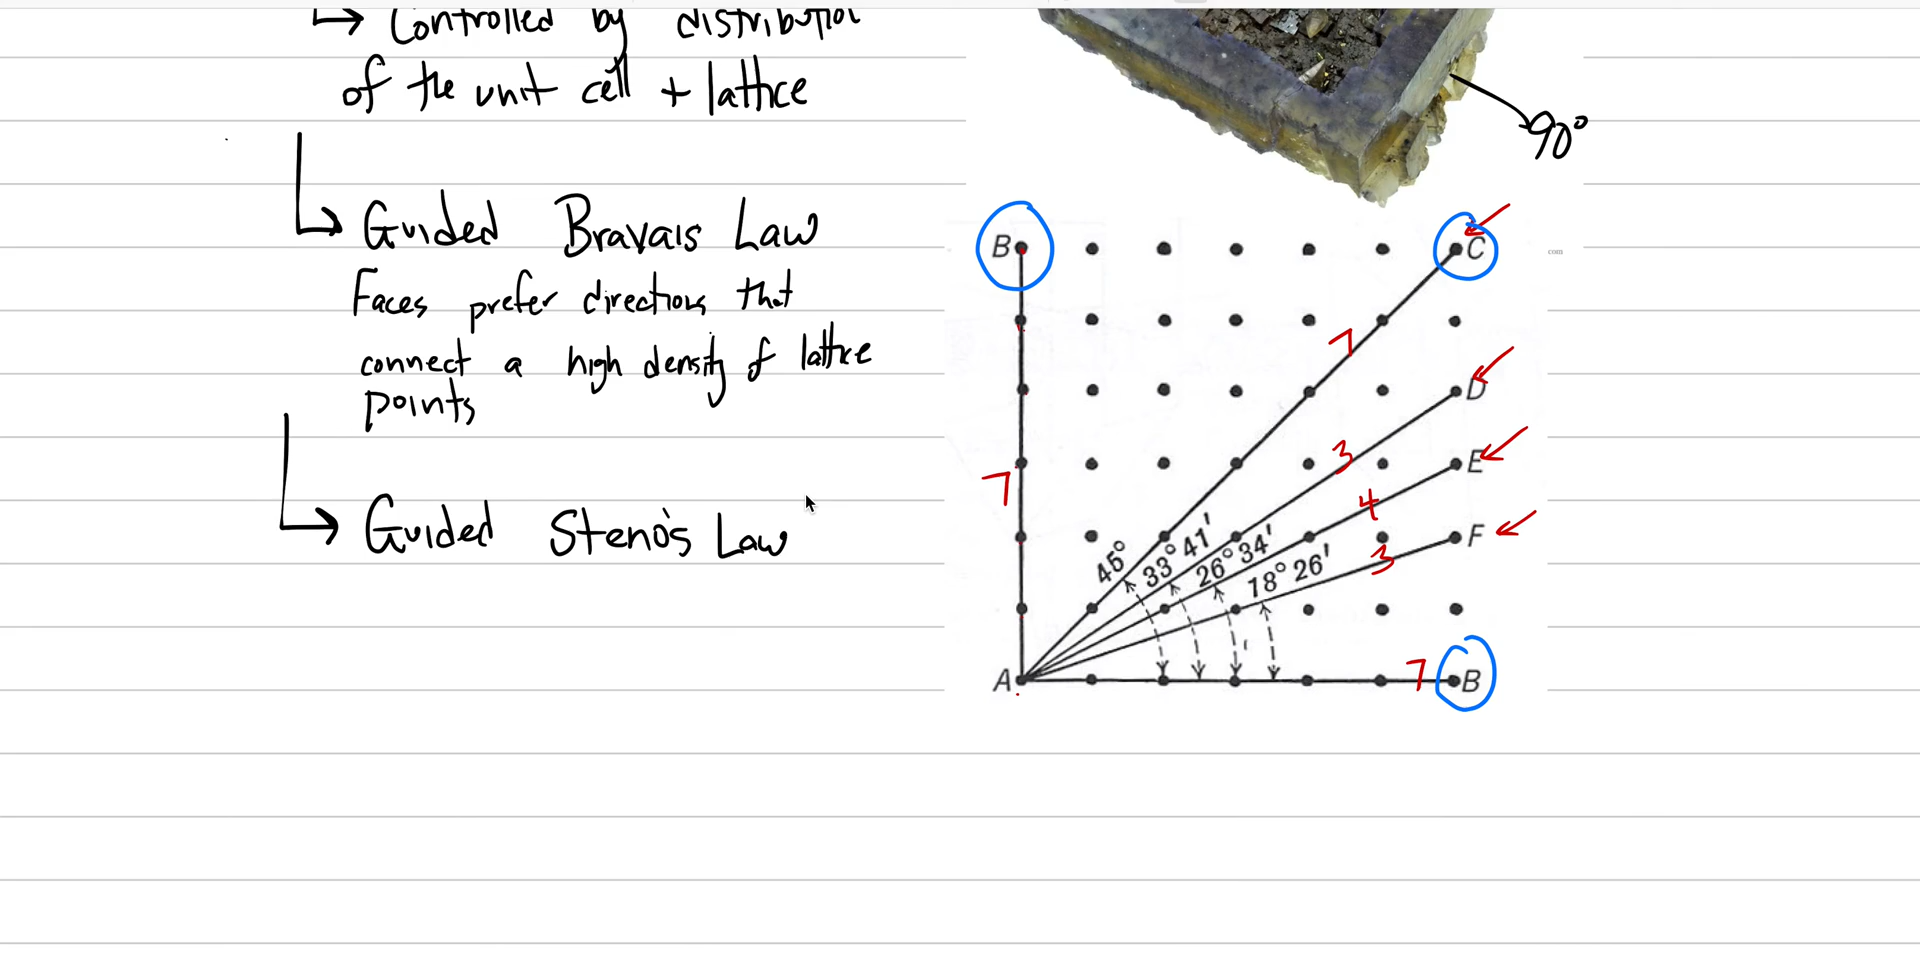 ↳ Controlled by distribution
of the unit cell + lattice
↳ Guided Bravais Law
Faces prefer directions that
connect a high density of lattice
points
↳ Guided Steno's Law
90°
B
C
com
7
D
3
E
7
4
F
3
45°
33° 41'
26° 34'
18° 26'
A
7
B